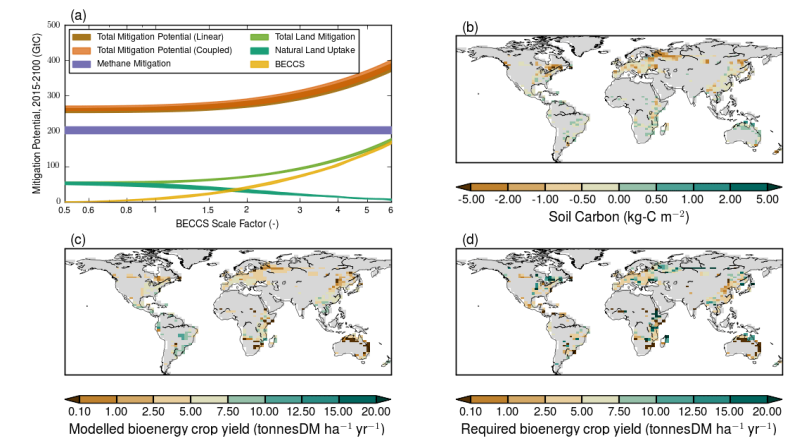 (a)
500
400
300
200
100
0
Mitigation Potential, 2015-2100 (GtC)
Total Mitigation Potential (Linear)
Total Mitigation Potential (Coupled)
Methane Mitigation
Total Land Mitigation
Natural Land Uptake
BECCS
0.5 0.6 0.8 1 1.5 2 3 4 5 6
BECCS Scale Factor (-)
(b)
-5.00 -2.00 -1.00 -0.50 0.00 0.50 1.00 2.00 5.00
Soil Carbon (kg-C m⁻²)
(c)
0.10 1.00 2.50 5.00 7.50 10.00 12.50 15.00 20.00
Modelled bioenergy crop yield (tonnesDM ha⁻¹ yr⁻¹)
(d)
0.10 1.00 2.50 5.00 7.50 10.00 12.50 15.00 20.00
Required bioenergy crop yield (tonnesDM ha⁻¹ yr⁻¹)